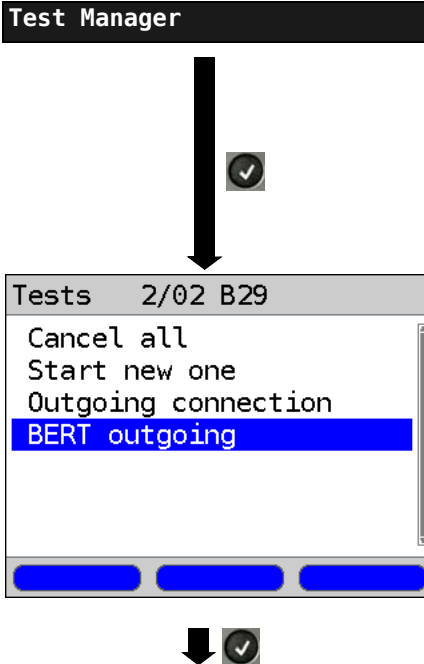 Test Manager
Tests 2/02 B29
Cancel all
Start new one
Outgoing connection
BERT outgoing